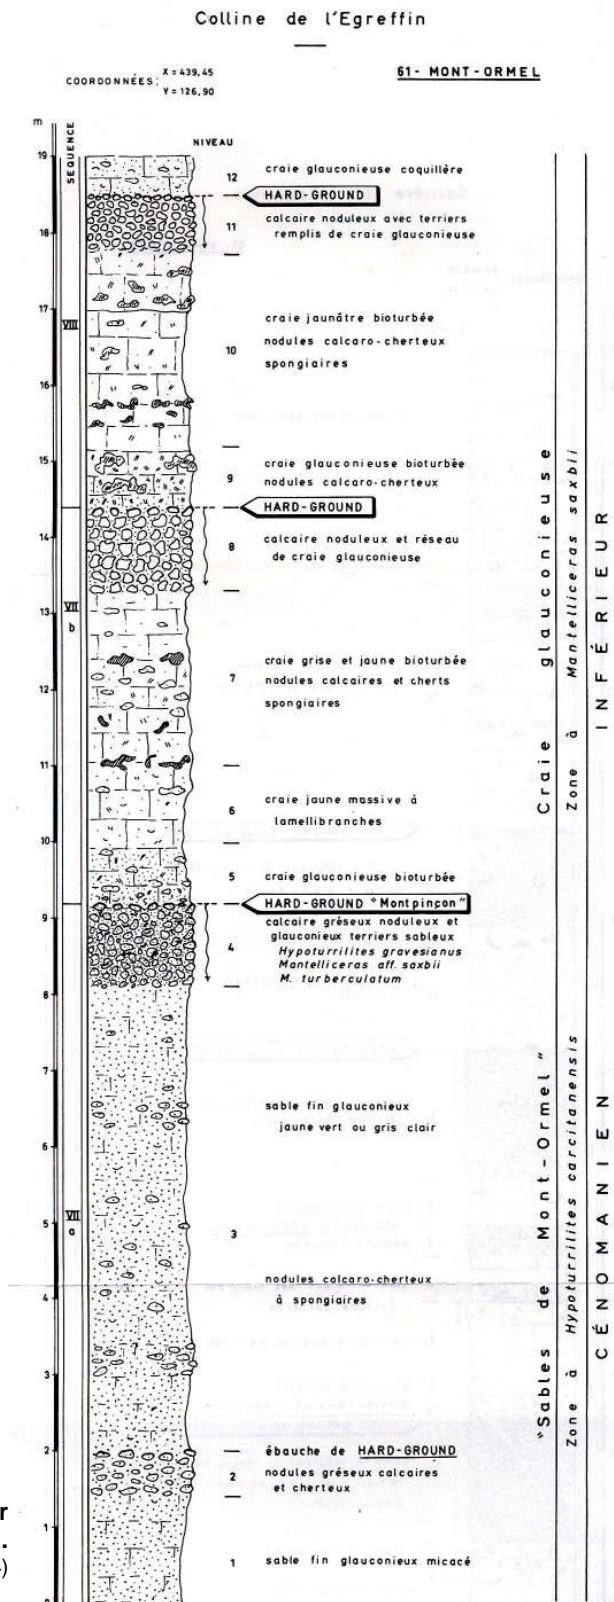 Colline de l'Egreffin
COORDONNÉES: X = 439,45
Y = 126,90
61- MONT-ORMEL
m
SEQUENCE
NIVEAU
19
12
craie glauconieuse coquillère
HARD-GROUND
11
calcaire noduleux avec terriers
remplis de craie glauconieuse
18
17
VIII
craie jaunâtre bioturbée
10
nodules calcaro-cherteux
spongiaires
16
15
9
craie glauconieuse bioturbée
nodules calcaro-cherteux
HARD-GROUND
14
8
calcaire noduleux et réseau
de craie glauconieuse
13
VII
b
7
craie grise et jaune bioturbée
nodules calcaires et cherts
spongiaires
12
11
6
craie jaune massive à
lamellibranches
10
5
craie glauconieuse bioturbée
HARD-GROUND "Montpinçon"
9
4
calcaire gréseux noduleux et
glauconieux terriers sableux
Hypoturrilites gravesianus
Mantelliceras aff. saxbii
M. turberculatum
8
7
sable fin glauconieux
jaune vert ou gris clair
6
VII
a
5
3
nodules calcaro-cherteux
à spongiaires
4
?
3
2
ébauche de HARD-GROUND
2
nodules gréseux calcaires
et cherteux
r
.
)
1
1
sable fin glauconieux micacé
0
Craie glauconieuse
"Sables de Mont-Ormel"
Zone à Mantelliceras saxbii
Zone à Hypoturrilites carcitanensis
INFÉRIEUR
CÉNOMANIEN